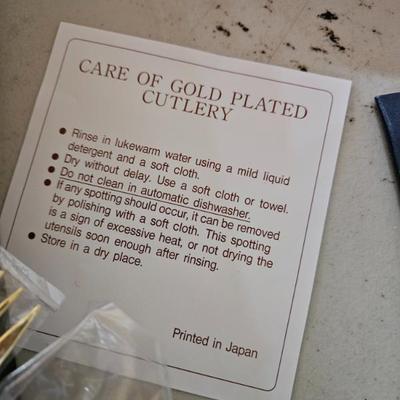 CARE OF GOLD PLATED
CUTLERY
● Rinse in lukewarm water using a mild liquid
detergent and a soft cloth.
● Dry without delay. Use a soft cloth or towel.
● Do not clean in automatic dishwasher.
● If any spotting should occur, it can be removed
by polishing with a soft cloth. This spotting
is a sign of excessive heat, or not drying the
utensils soon enough after rinsing.
● Store in a dry place.
Printed in Japan